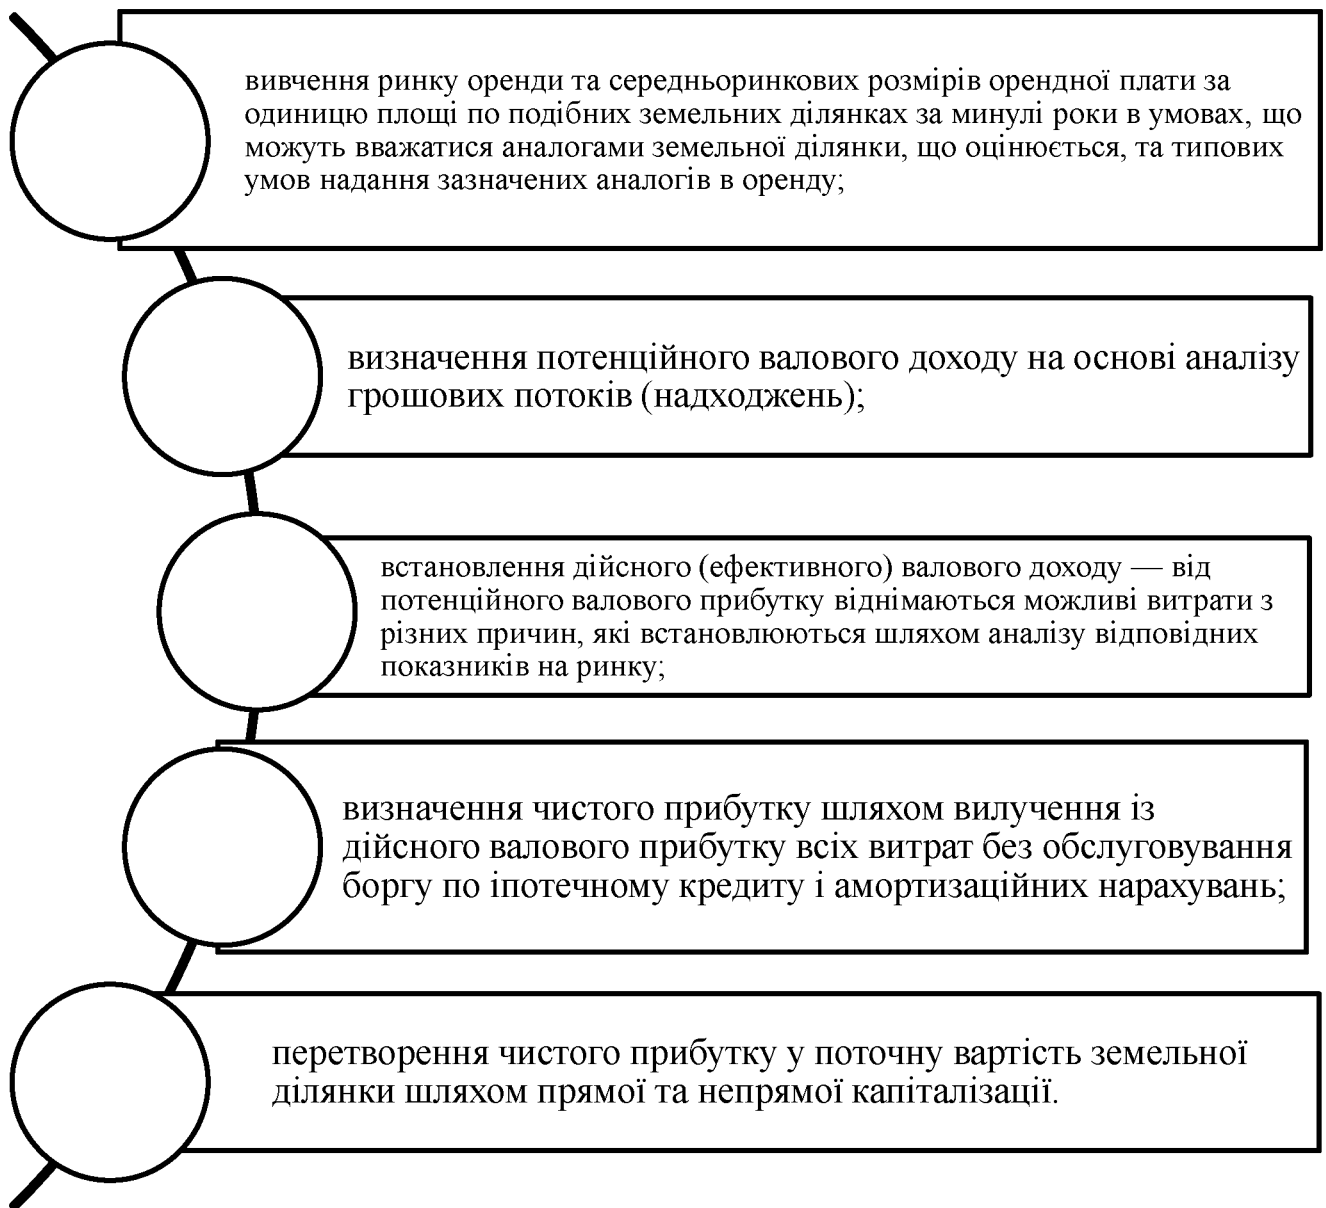 вивчення ринку оренди та середньоринкових розмірів орендної плати за
одиницю площі по подібних земельних ділянках за минулі роки в умовах, що
можуть вважатися аналогами земельної ділянки, що оцінюється, та типових
умов надання зазначених аналогів в оренду;
визначення потенційного валового доходу на основі аналізу
грошових потоків (надходжень);
встановлення дійсного (ефективного) валового доходу — від
потенційного валового прибутку віднімаються можливі витрати з
різних причин, які встановлюються шляхом аналізу відповідних
показників на ринку;
визначення чистого прибутку шляхом вилучення із
дійсного валового прибутку всіх витрат без обслуговування
боргу по іпотечному кредиту і амортизаційних нарахувань;
перетворення чистого прибутку у поточну вартість земельної
ділянки шляхом прямої та непрямої капіталізації.